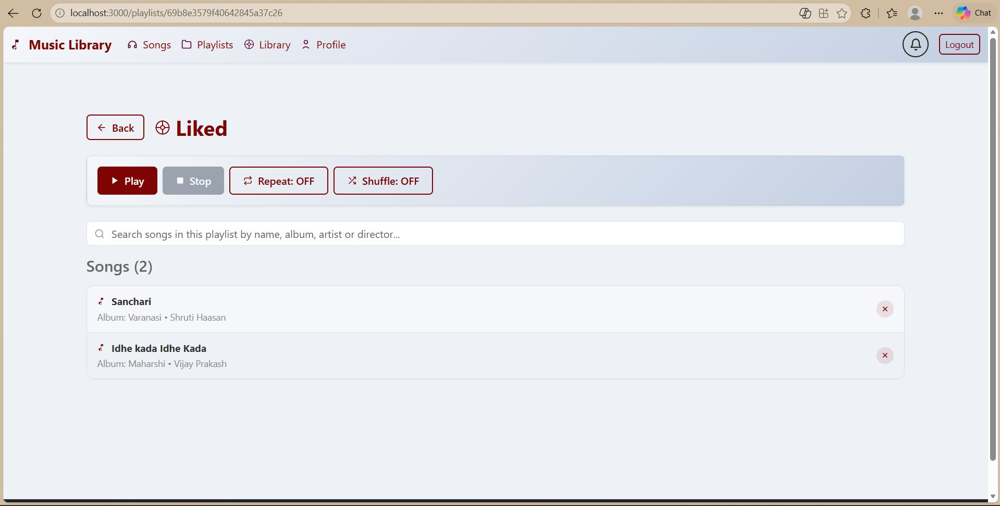 localhost:3000/playlists/69b8e3579f40642845a37c26
Chat
Music Library Songs Playlists Library Profile Logout
Back Liked
Play Stop Repeat: OFF Shuffle: OFF
Search songs in this playlist by name, album, artist or director...
Songs (2)
Sanchari
Album: Varanasi • Shruti Haasan
Idhe kada Idhe Kada
Album: Maharshi • Vijay Prakash